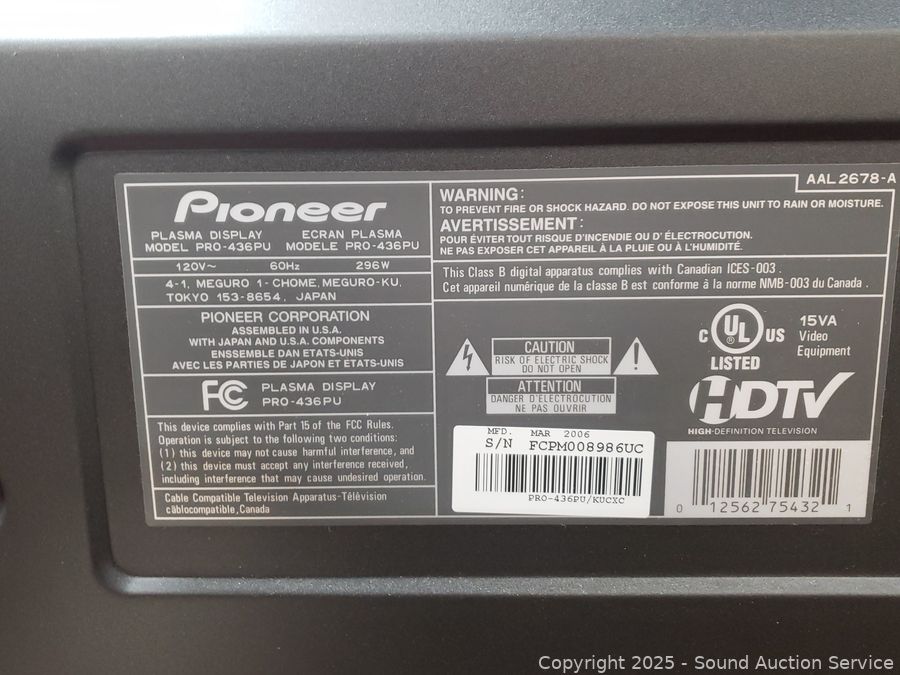 Pioneer
PLASMA DISPLAY ECRAN PLASMA
MODEL PRO-436PU MODELE PRO-436PU
120V~ 60Hz 296W
4-1, MEGURO 1-CHOME, MEGURO-KU,
TOKYO 153-8654, JAPAN
PIONEER CORPORATION
ASSEMBLED IN U.S.A.
WITH JAPAN AND U.S.A. COMPONENTS
ENSSEMBLE DAN ETATS-UNIS
AVEC LES PARTIES DE JAPON ET ÉTATS-UNIS
FC PLASMA DISPLAY
PRO-436PU
This device complies with Part 15 of the FCC Rules.
Operation is subject to the following two conditions:
(1) this device may not cause harmful interference, and
(2) this device must accept any interference received,
including interference that may cause undesired operation.
Cable Compatible Television Apparatus-Télévision
câblocompatible, Canada
AAL2678-A
WARNING:
TO PREVENT FIRE OR SHOCK HAZARD. DO NOT EXPOSE THIS UNIT TO RAIN OR MOISTURE.
AVERTISSEMENT:
POUR ÉVITER TOUT RISQUE D'INCENDIE OU D' ÉLECTROCUTION.
NE PAS EXPOSER CET APPAREIL À LA PLUIE OU À L'HUMIDITÉ.
This Class B digital apparatus complies with Canadian ICES-003.
Cet appareil numérique de la classe B est conforme à la norme NMB-003 du Canada.
CAUTION
RISK OF ELECTRIC SHOCK
DO NOT OPEN
!
ATTENTION
DANGER D'ELECTROCUTION
NE PAS OUVRIR
C UL US
LISTED
15VA
Video
Equipment
HDTV
HIGH-DEFINITION TELEVISION
MFD. MAR 2006
S/N FCPM008986UC
PRO-436PU/KUCXC
0 12562 75432 1
Copyright 2025 - Sound Auction Service